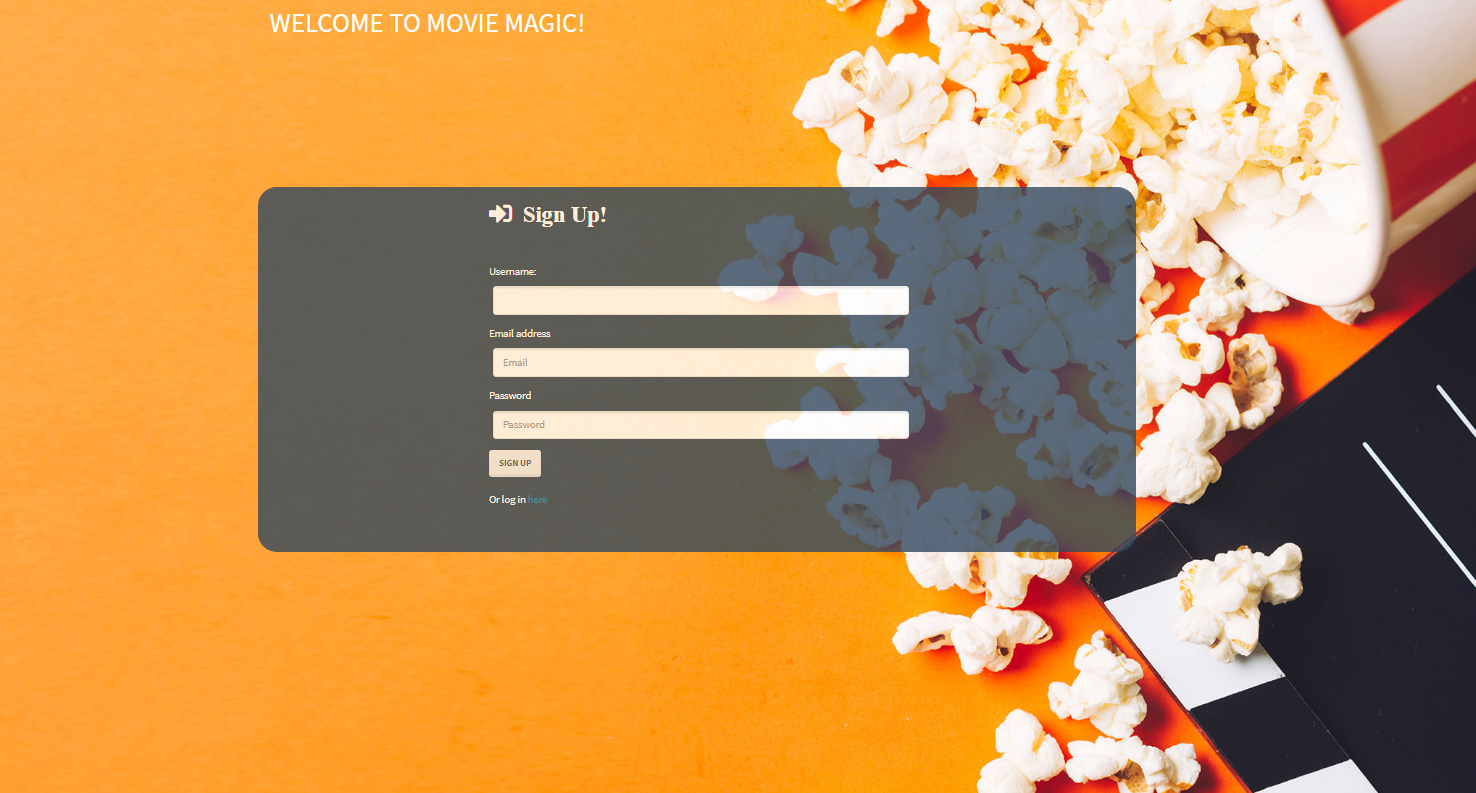 WELCOME TO MOVIE MAGIC!
Sign Up!
Username:
Email address
Email
Password
Password
SIGN UP
Or log in here